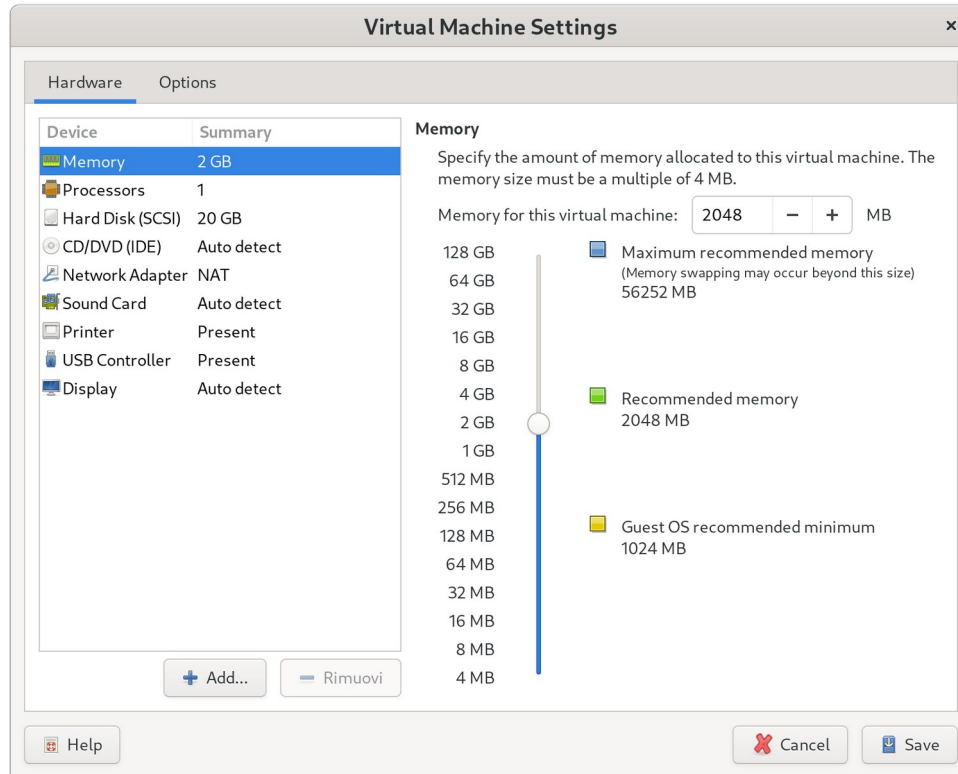 Virtual Machine Settings ×
Hardware Options
Device Summary
Memory 2 GB
Processors 1
Hard Disk (SCSI) 20 GB
CD/DVD (IDE) Auto detect
Network Adapter NAT
Sound Card Auto detect
Printer Present
USB Controller Present
Display Auto detect
+ Add...
− Rimuovi
Memory
Specify the amount of memory allocated to this virtual machine. The
memory size must be a multiple of 4 MB.
Memory for this virtual machine: 2048 − + MB
128 GB
64 GB
32 GB
16 GB
8 GB
4 GB
2 GB
1 GB
512 MB
256 MB
128 MB
64 MB
32 MB
16 MB
8 MB
4 MB
Maximum recommended memory
(Memory swapping may occur beyond this size)
56252 MB
Recommended memory
2048 MB
Guest OS recommended minimum
1024 MB
Help
Cancel
Save